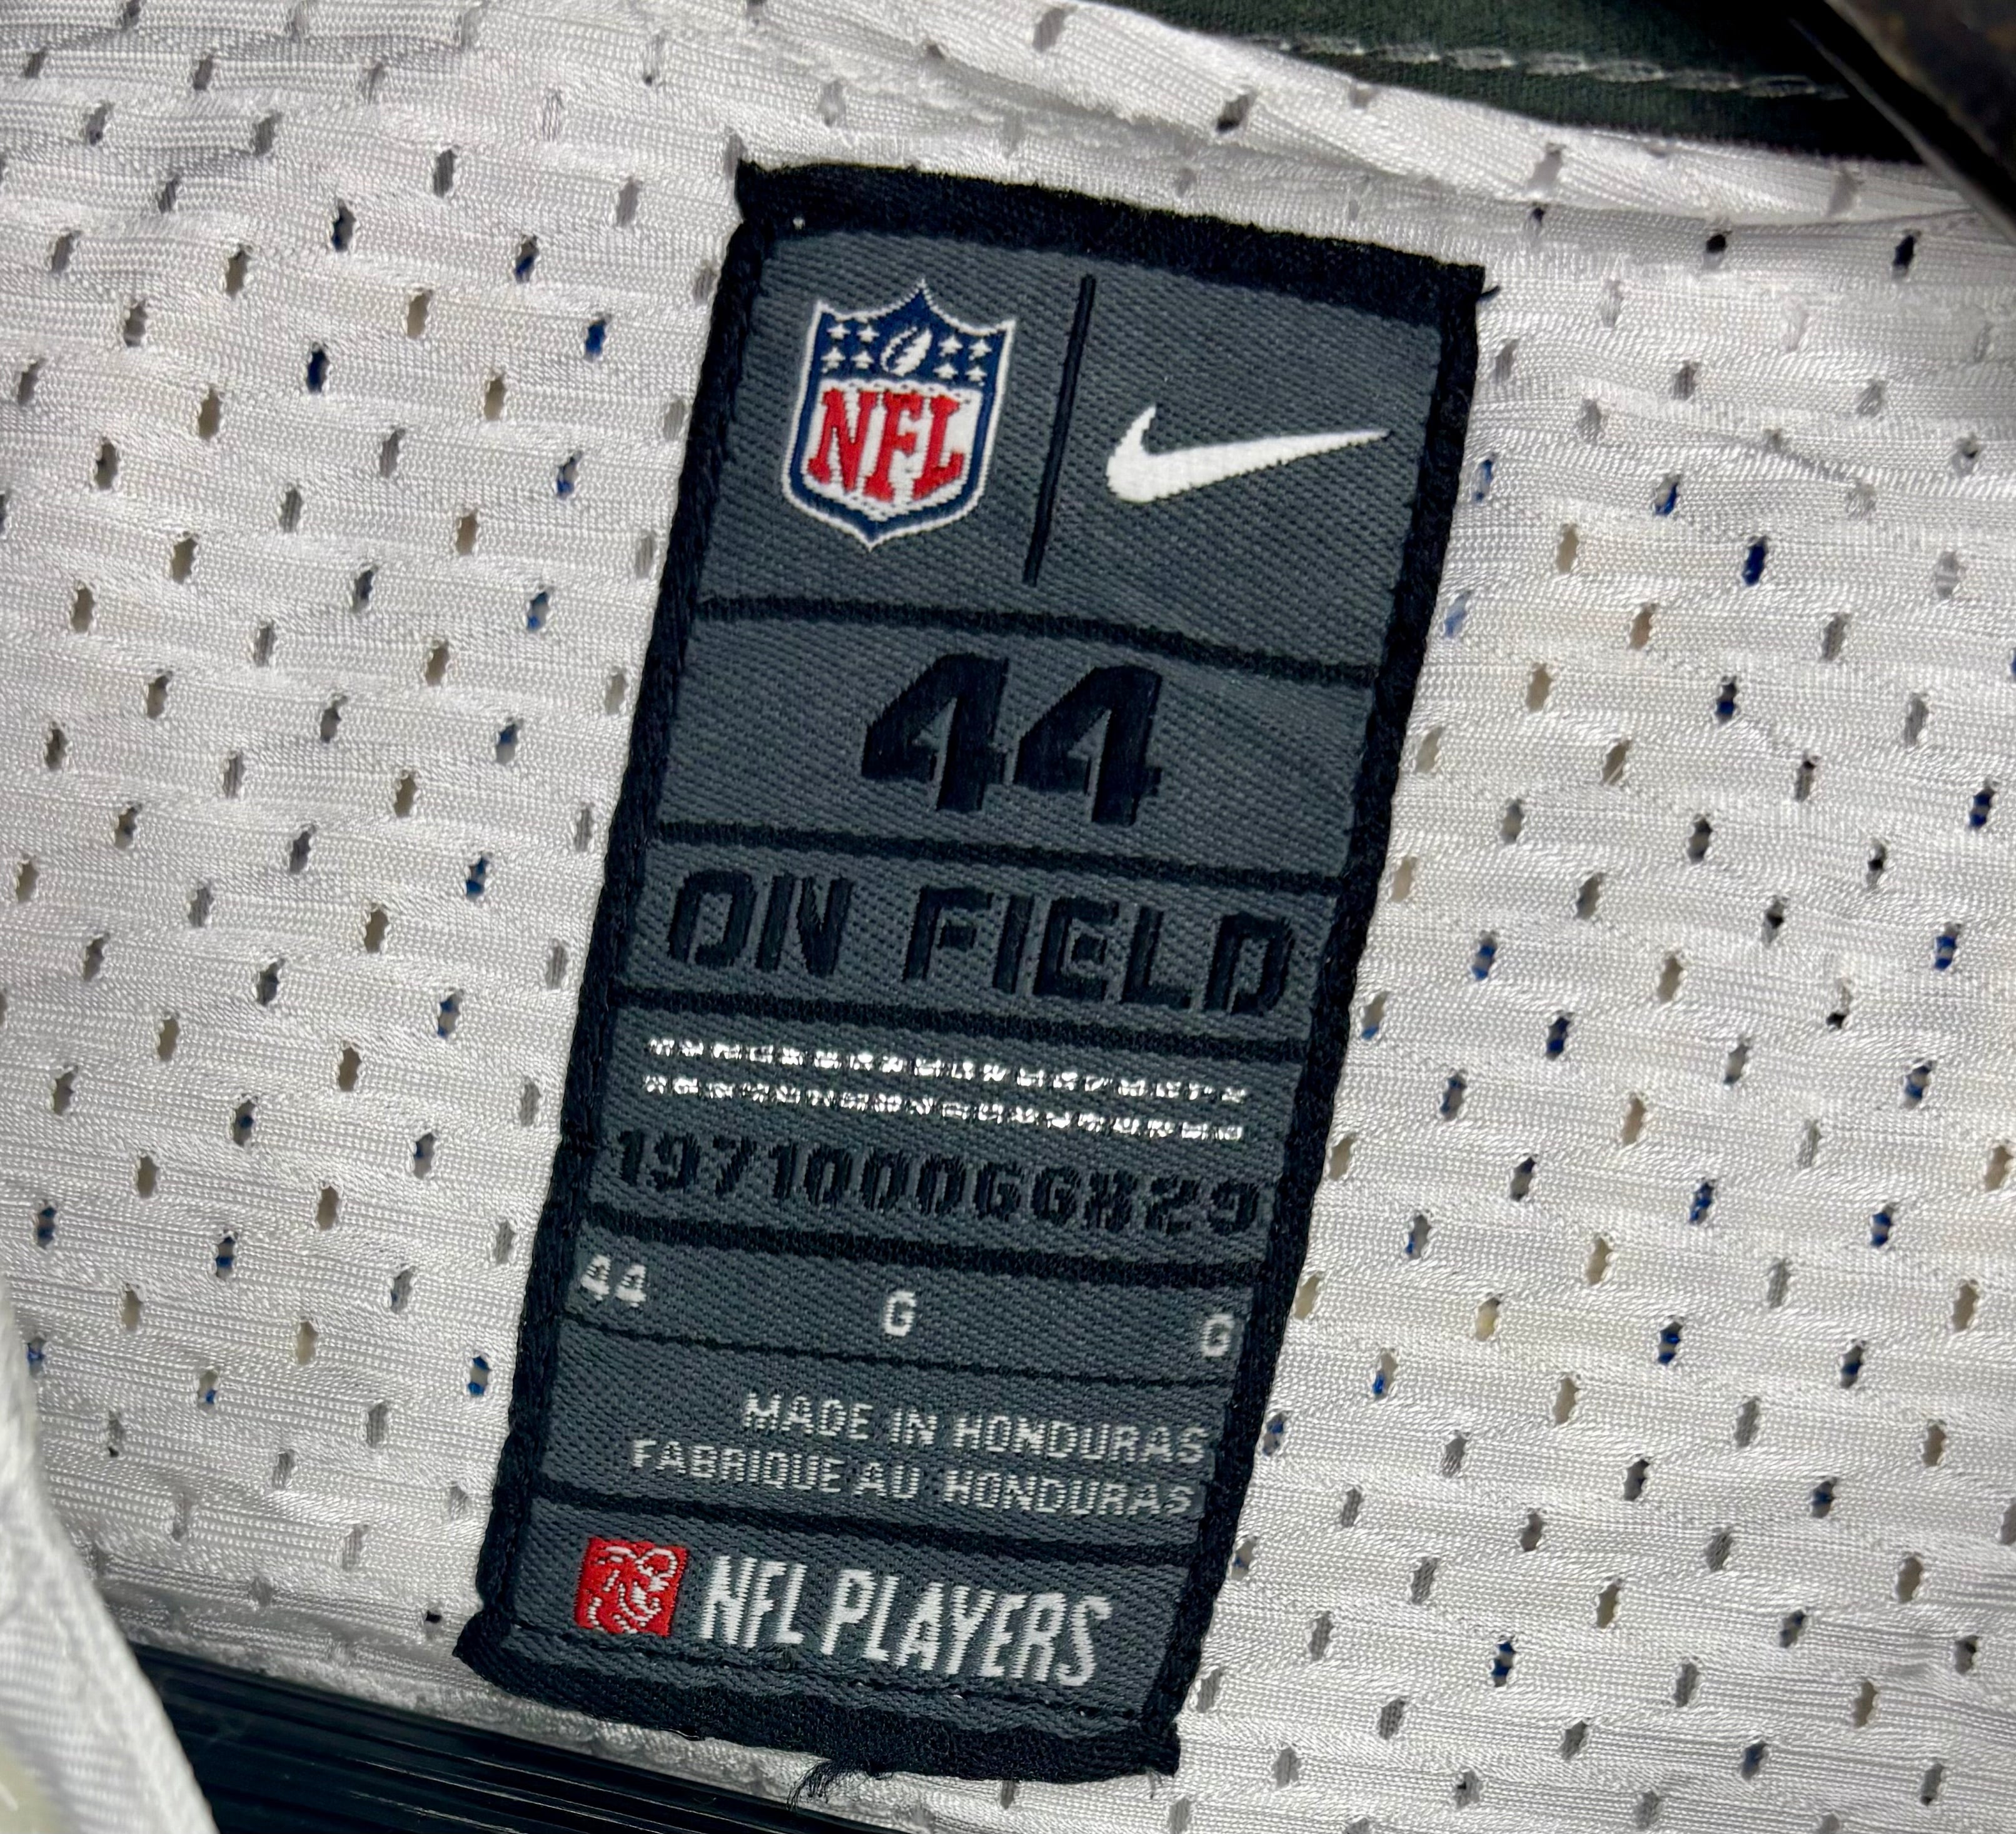 NFL
44
ON FIELD
44 G G
MADE IN HONDURAS
FABRIQUE AU HONDURAS
NFL PLAYERS